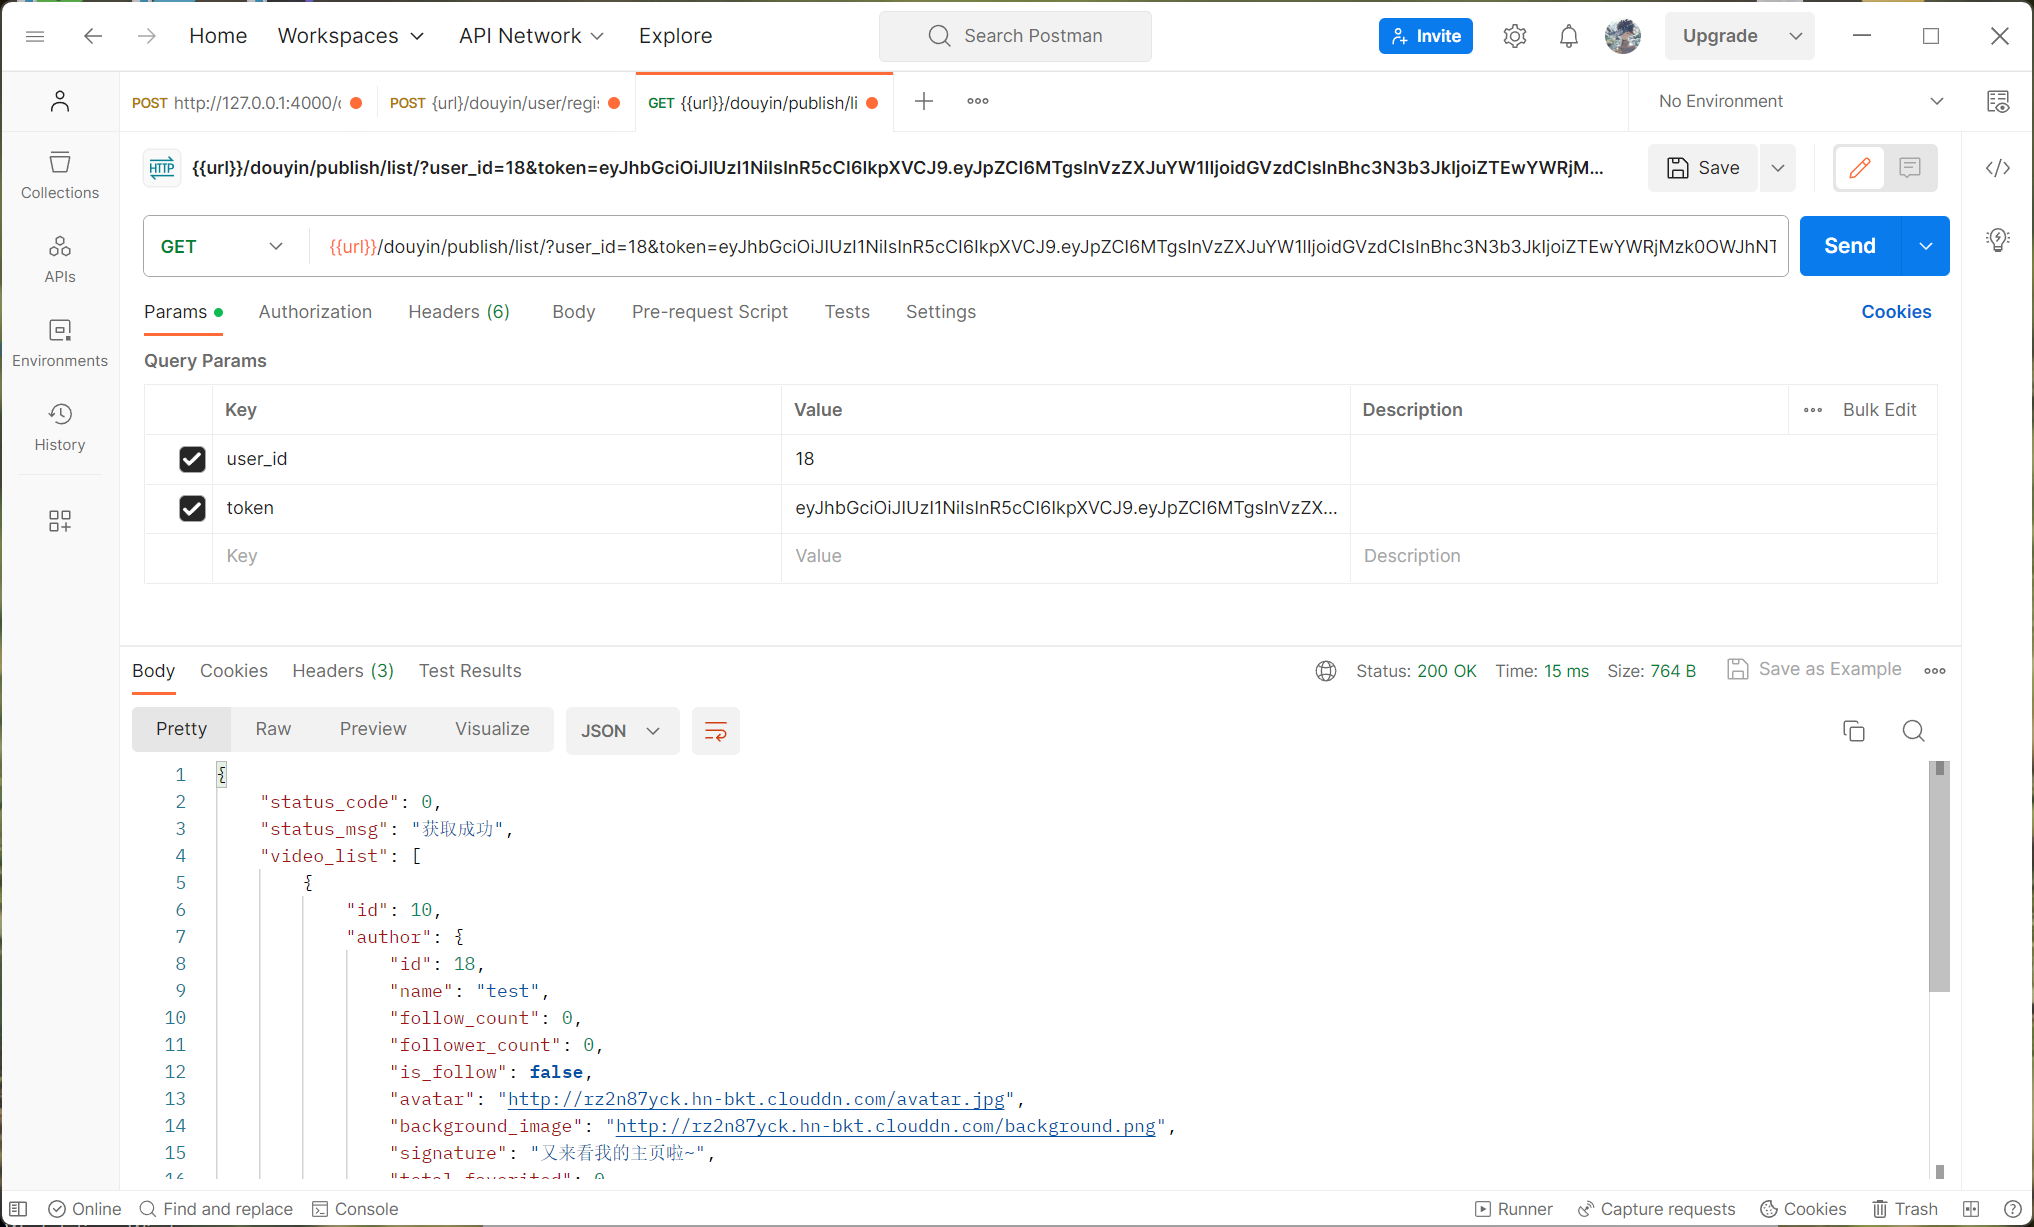 Home Workspaces API Network Explore Search Postman Invite Upgrade
POST http://127.0.0.1:4000/ POST {url}/douyin/user/regi GET {{url}}/douyin/publish/li No Environment
{{url}}/douyin/publish/list/?user_id=18&token=eyJhbGciOiJIUzI1NiIsInR5cCI6IkpXVCJ9.eyJpZCI6MTgsInVzZXJuYW1lIjoidGVzdCIsInBhc3N3b3JkIjoiZTEwYWRjM... Save
GET {{url}}/douyin/publish/list/?user_id=18&token=eyJhbGciOiJIUzI1NiIsInR5cCI6IkpXVCJ9.eyJpZCI6MTgsInVzZXJuYW1lIjoidGVzdCIsInBhc3N3b3JkIjoiZTEwYWRjMzk0OWJhNT Send
Collections
APIs
Environments
History
Params Authorization Headers (6) Body Pre-request Script Tests Settings Cookies
Query Params
Key Value Description Bulk Edit
user_id 18
token eyJhbGciOiJIUzI1NiIsInR5cCI6IkpXVCJ9.eyJpZCI6MTgsInVzZX...
Key Value Description
Body Cookies Headers (3) Test Results Status: 200 OK Time: 15 ms Size: 764 B Save as Example
Pretty Raw Preview Visualize JSON
1 {
2 "status_code": 0,
3 "status_msg": "获取成功",
4 "video_list": [
5 {
6 "id": 10,
7 "author": {
8 "id": 18,
9 "name": "test",
10 "follow_count": 0,
11 "follower_count": 0,
12 "is_follow": false,
13 "avatar": "http://rz2n87yck.hn-bkt.clouddn.com/avatar.jpg",
14 "background_image": "http://rz2n87yck.hn-bkt.clouddn.com/background.png",
15 "signature": "又来看我的主页啦~",
16 "total_favorited": 0
Online Find and replace Console Runner Capture requests Cookies Trash